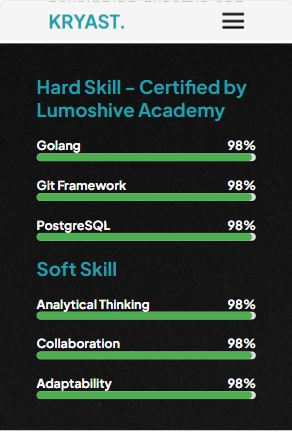 KRYAST.
Hard Skill - Certified by
Lumoshive Academy
Golang 98%
Git Framework 98%
PostgreSQL 98%
Soft Skill
Analytical Thinking 98%
Collaboration 98%
Adaptability 98%